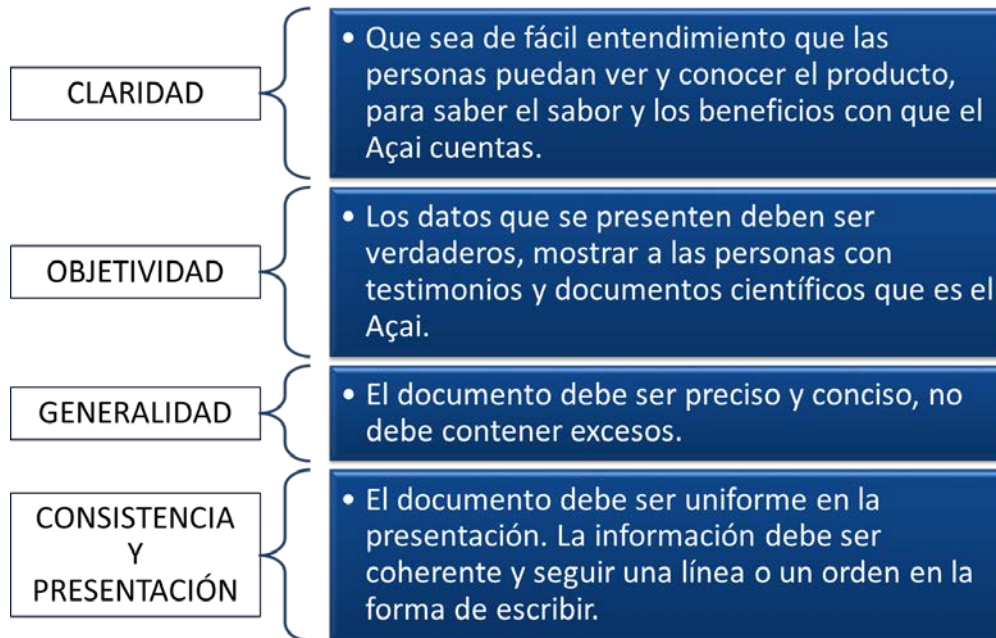 CLARIDAD
• Que sea de fácil entendimiento que las
personas puedan ver y conocer el producto,
para saber el sabor y los beneficios con que el
Açai cuentas.
OBJETIVIDAD
• Los datos que se presenten deben ser
verdaderos, mostrar a las personas con
testimonios y documentos científicos que es el
Açai.
GENERALIDAD
• El documento debe ser preciso y conciso, no
debe contener excesos.
CONSISTENCIA
Y
PRESENTACIÓN
• El documento debe ser uniforme en la
presentación. La información debe ser
coherente y seguir una línea o un orden en la
forma de escribir.